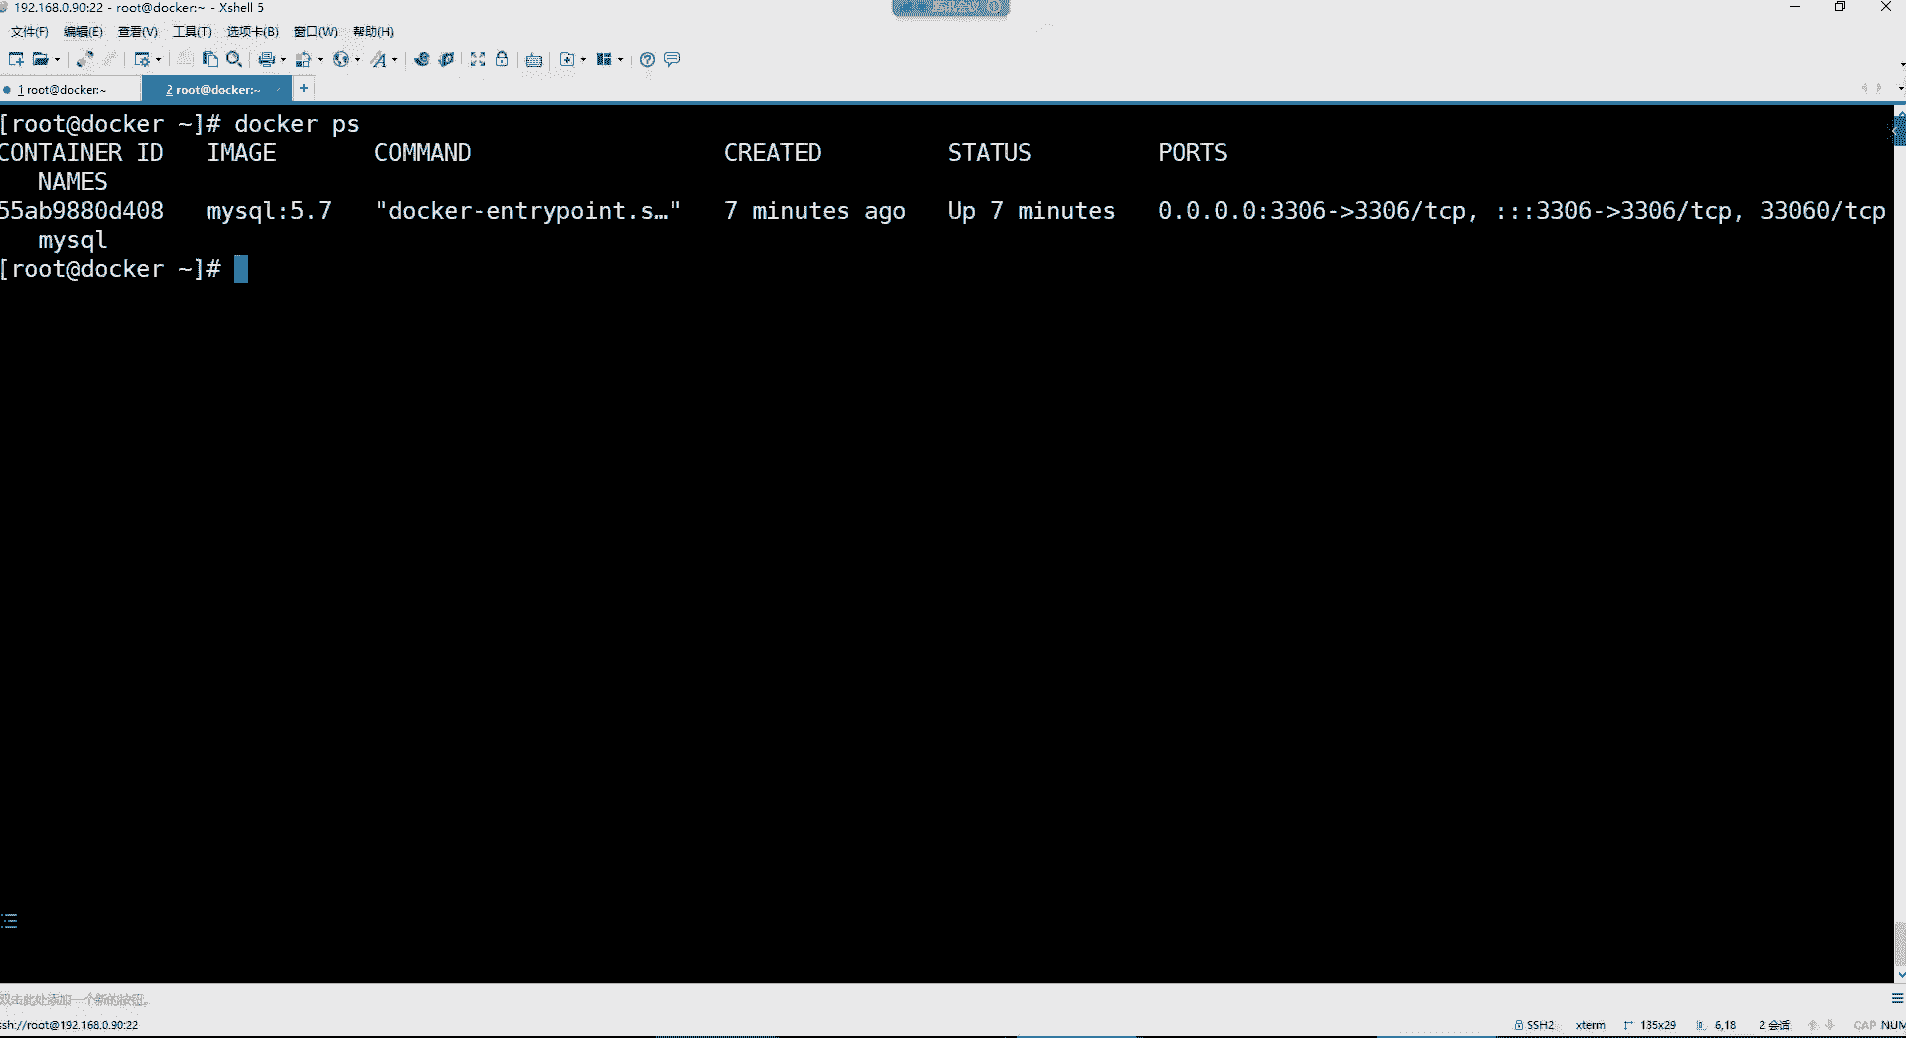 192.168.0.90:22 - root@docker:~ - Xshell 5
文件(F) 编辑(E) 查看(V) 工具(T) 选项卡(B) 窗口(W) 帮助(H)
1 root@docker:~ 2 root@docker:~ +
[root@docker ~]# docker ps
CONTAINER ID IMAGE COMMAND CREATED STATUS PORTS
NAMES
55ab9880d408 mysql:5.7 "docker-entrypoint.s…" 7 minutes ago Up 7 minutes 0.0.0.0:3306->3306/tcp, :::3306->3306/tcp, 33060/tcp
mysql
[root@docker ~]#
双击此处添加一个新的按钮。
ssh://root@192.168.0.90:22 SSH2 xterm 135x29 6,18 2 会话 CAP NUM